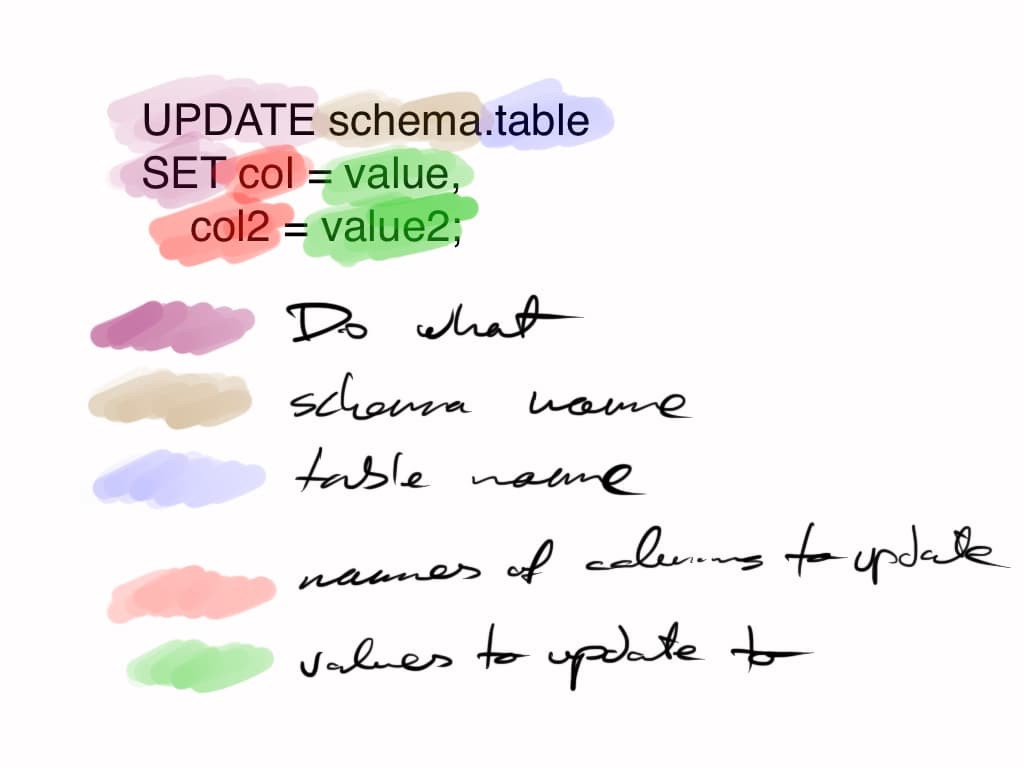 UPDATE schema.table
SET col = value,
col2 = value2;
Do what
schema name
table name
names of columns to update
values to update to